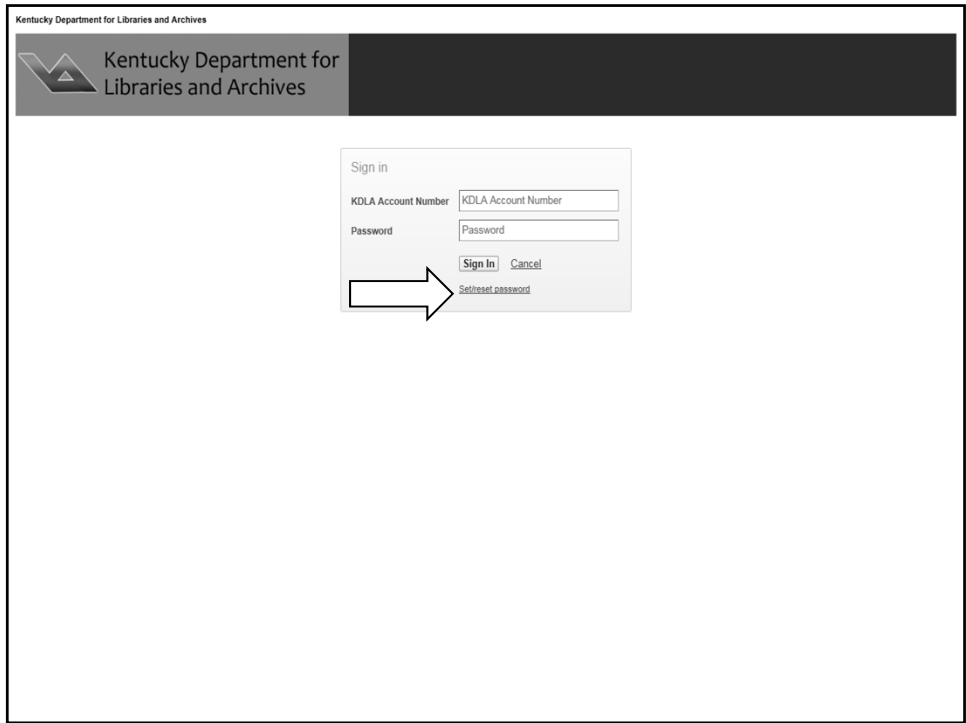 Kentucky Department for Libraries and Archives
Kentucky Department for
Libraries and Archives
Sign in
KDLA Account Number KDLA Account Number
Password Password
Sign In Cancel
Set/reset password